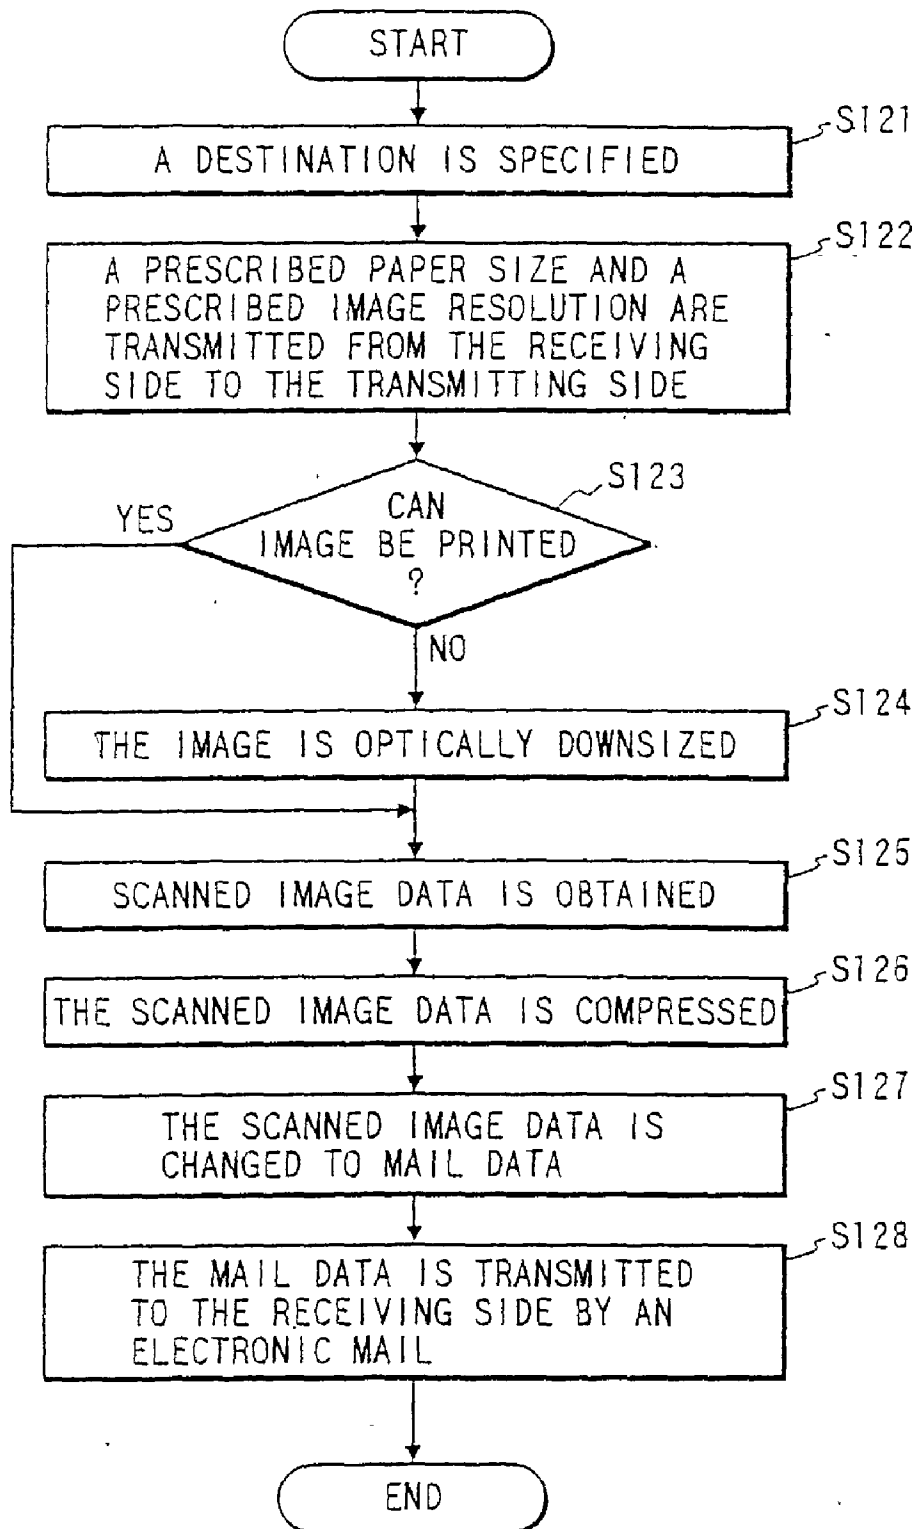 START
S121
A DESTINATION IS SPECIFIED
S122
A PRESCRIBED PAPER SIZE AND A
PRESCRIBED IMAGE RESOLUTION ARE
TRANSMITTED FROM THE RECEIVING
SIDE TO THE TRANSMITTING SIDE
S123
CAN
IMAGE BE PRINTED
?
YES
NO
S124
THE IMAGE IS OPTICALLY DOWNSIZED
S125
SCANNED IMAGE DATA IS OBTAINED
S126
THE SCANNED IMAGE DATA IS COMPRESSED
S127
THE SCANNED IMAGE DATA IS
CHANGED TO MAIL DATA
S128
THE MAIL DATA IS TRANSMITTED
TO THE RECEIVING SIDE BY AN
ELECTRONIC MAIL
END